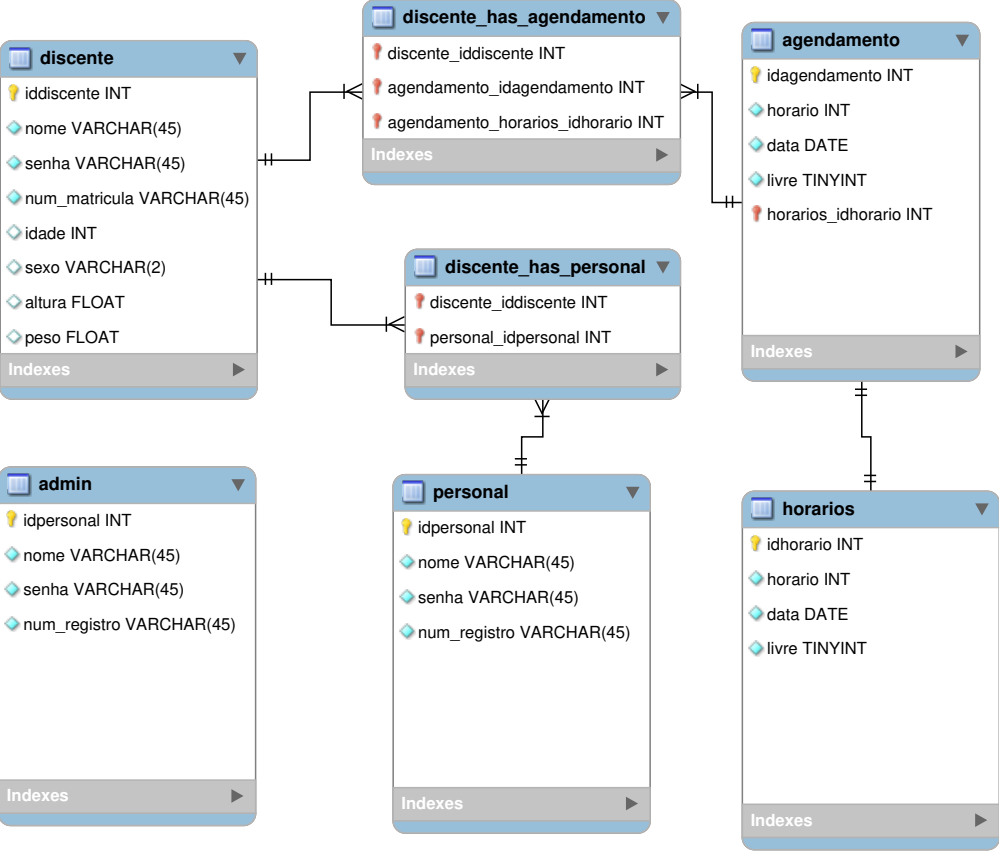 discente
iddiscente INT
nome VARCHAR(45)
senha VARCHAR(45)
num_matricula VARCHAR(45)
idade INT
sexo VARCHAR(2)
altura FLOAT
peso FLOAT
Indexes
discente_has_agendamento
discente_iddiscente INT
agendamento_idagendamento INT
agendamento_horarios_idhorario INT
Indexes
agendamento
idagendamento INT
horario INT
data DATE
livre TINYINT
horarios_idhorario INT
Indexes
discente_has_personal
discente_iddiscente INT
personal_idpersonal INT
Indexes
admin
idpersonal INT
nome VARCHAR(45)
senha VARCHAR(45)
num_registro VARCHAR(45)
Indexes
personal
idpersonal INT
nome VARCHAR(45)
senha VARCHAR(45)
num_registro VARCHAR(45)
Indexes
horarios
idhorario INT
horario INT
data DATE
livre TINYINT
Indexes